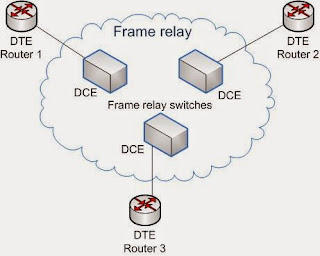 Frame relay
DTE
Router 1
DTE
Router 2
DCE
DCE
Frame relay switches
DCE
DTE
Router 3